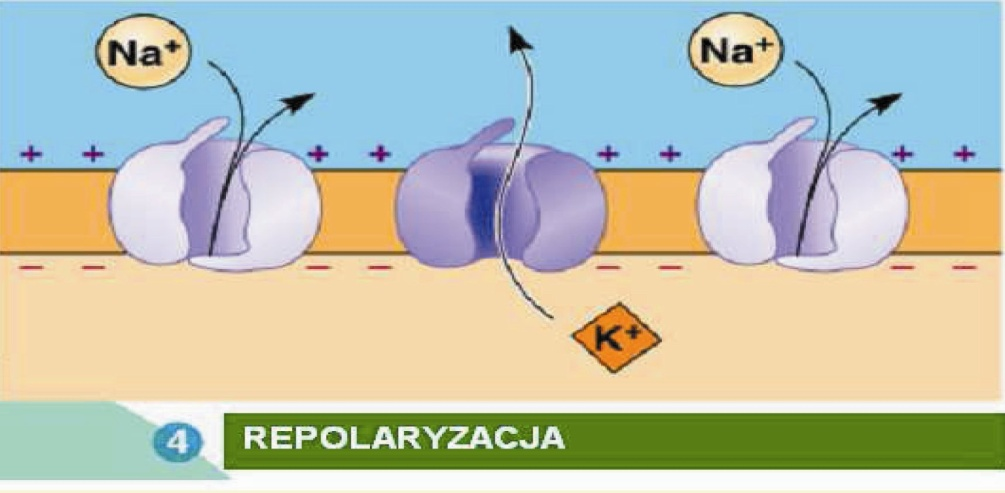 Na⁺ Na⁺
+ + + + + + + +
− − − − − − − −
K⁺
4 REPOLARYZACJA